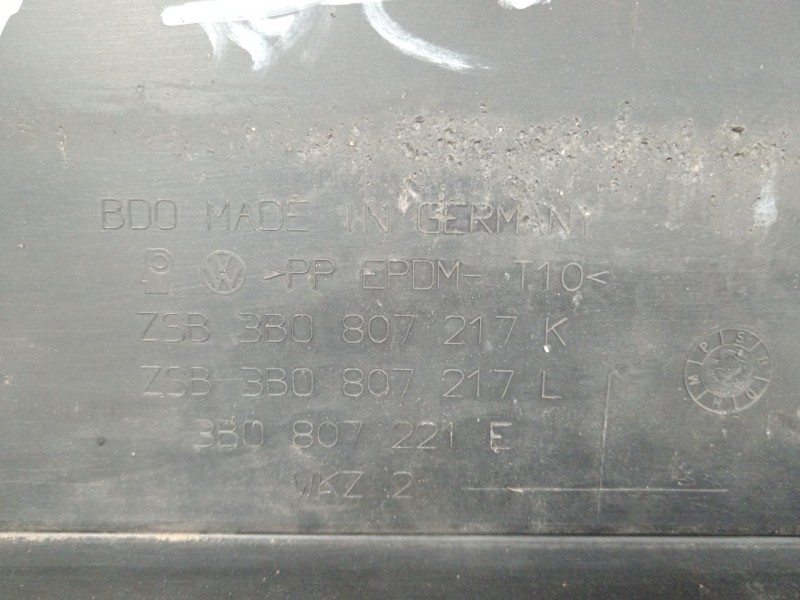 BDO MADE IN GERMANY
>PP EPDM- T10<
ZSB 3B0 807 217 K
ZSB 3B0 807 217 L
3B0 807 221 E
WKZ 2